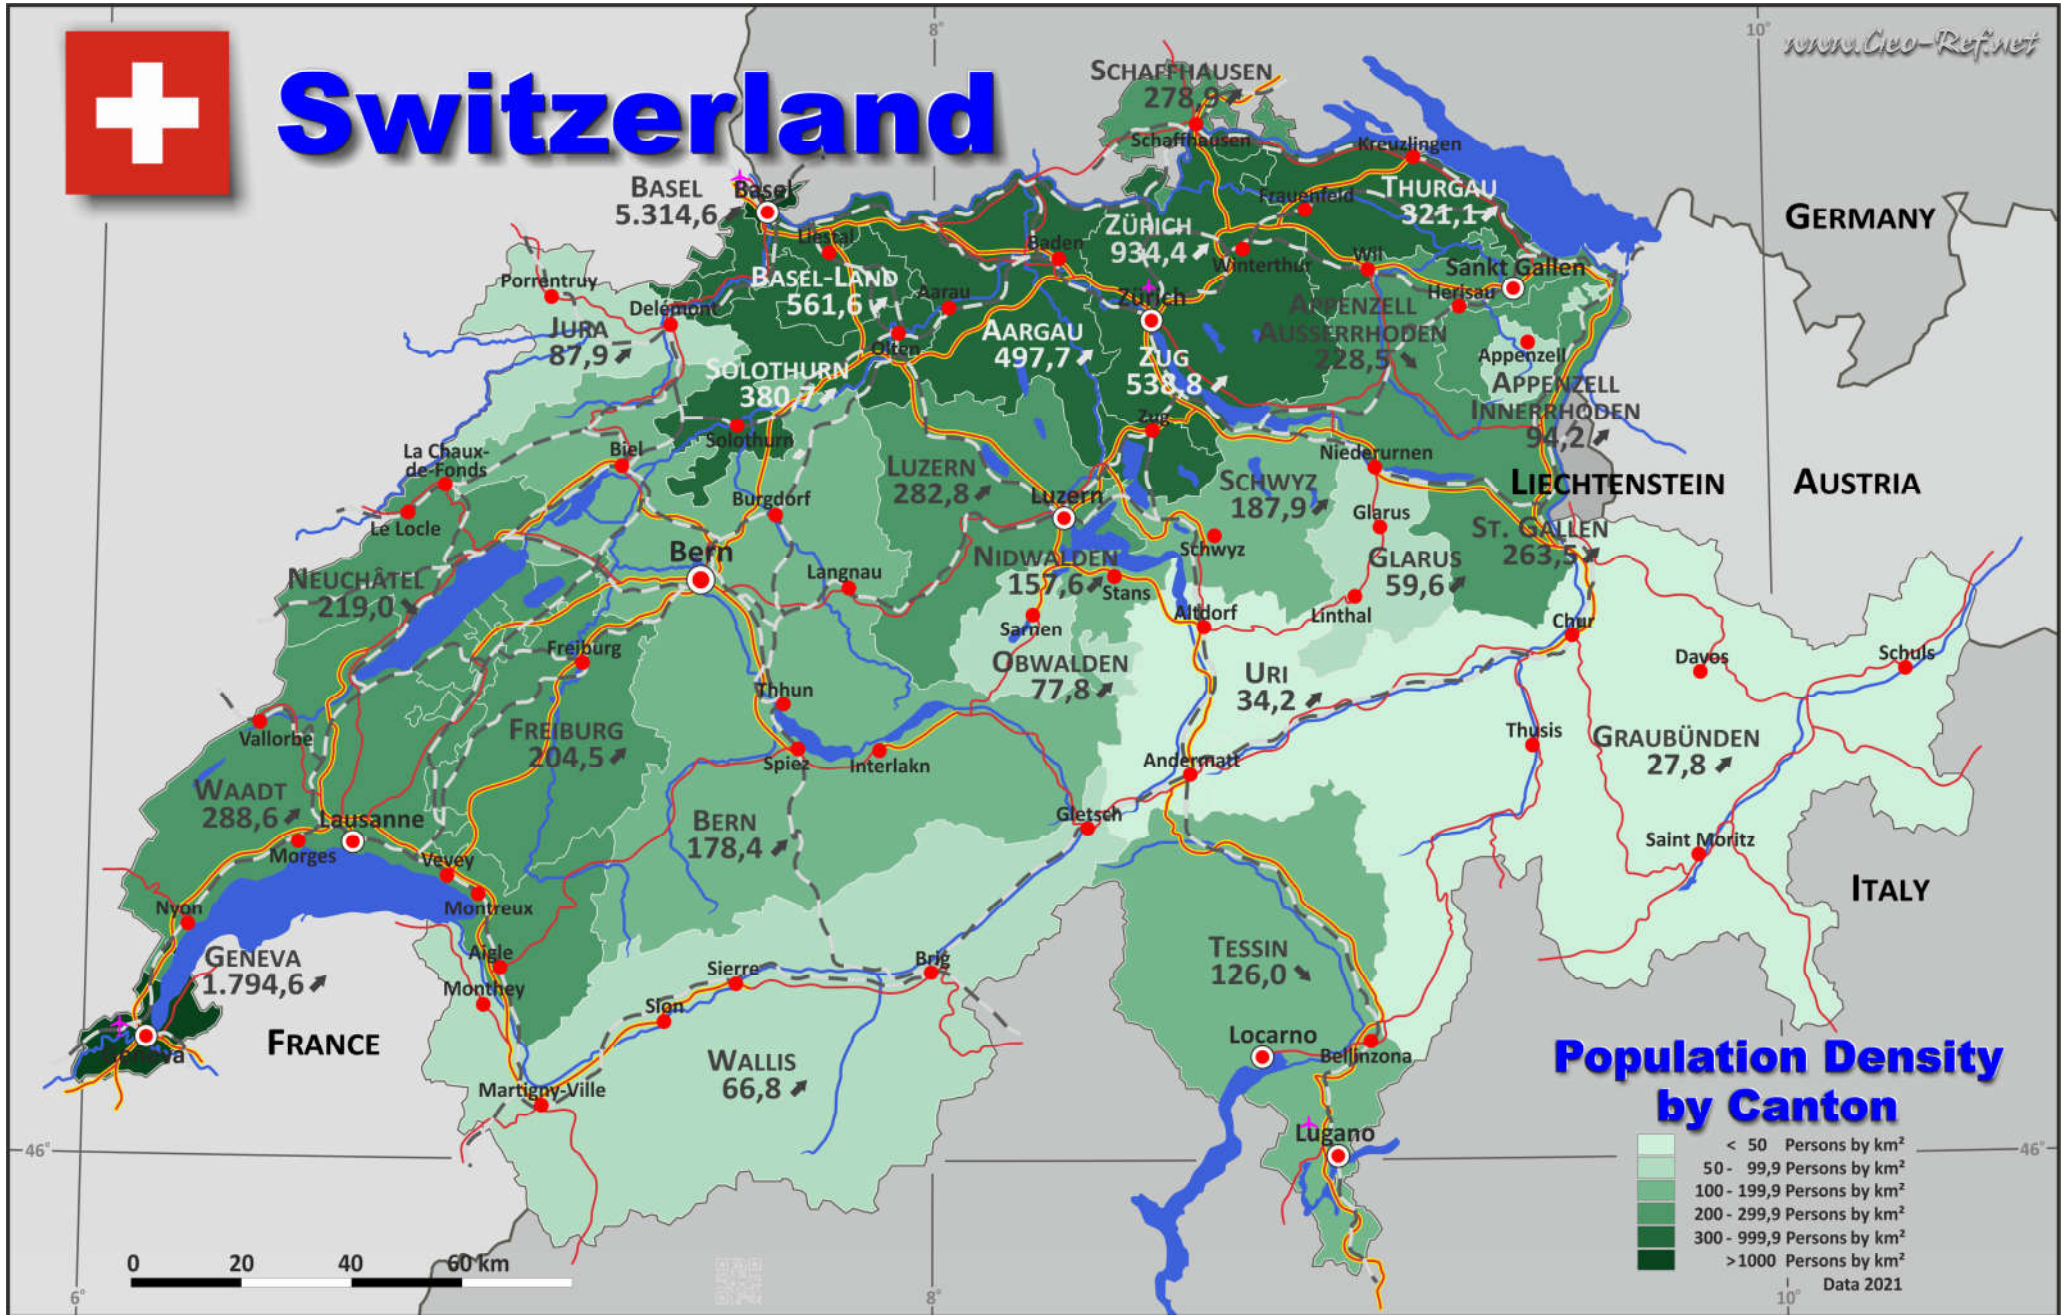 8°
10°
www.Geo-Ref.net
Switzerland
SCHAFFHAUSEN
278,9
Schaffhausen
Kreuzlingen
BASEL
5.314,6
Basel
Frauenfeld
THURGAU
321,1
GERMANY
ZÜRICH
934,4
Winterthur
Liestal
Baden
Wil
Sankt Gallen
Porrentruy
BASEL-LAND
561,6
Aarau
Zürich
Herisau
Delemont
JURA
87,9
Olten
AARGAU
497,7
APPENZELL
AUSSERRHODEN
228,5
Appenzell
SOLOTHURN
380,7
ZUG
538,8
APPENZELL
INNERRHODEN
94,2
Zug
Solothurn
La Chaux-
de-Fonds
Biel
Niederurnen
LUZERN
282,8
SCHWYZ
187,9
LIECHTENSTEIN
AUSTRIA
Le Locle
Burgdorf
Luzern
Glarus
ST. GALLEN
263,5
Bern
Schwyz
NEUCHÂTEL
219,0
Langnau
NIDWALDEN
157,6
Stans
GLARUS
59,6
Sarnen
Altdorf
Linthal
Chur
Freiburg
OBWALDEN
77,8
URI
34,2
Davos
Schuls
Thhun
Vallorbe
FREIBURG
204,5
Spiez
Interlakn
Andermatt
Thusis
GRAUBÜNDEN
27,8
WAADT
288,6
Lausanne
BERN
178,4
Gletsch
Saint Moritz
Morges
Vevey
ITALY
Nyon
Montreux
GENEVA
1.794,6
Aigle
Sierre
Brig
TESSIN
126,0
Monthey
Sion
FRANCE
WALLIS
66,8
Locarno
Bellinzona
Martigny-Ville
Lugano
Population Density
by Canton
< 50 Persons by km²
50 - 99,9 Persons by km²
100 - 199,9 Persons by km²
200 - 299,9 Persons by km²
300 - 999,9 Persons by km²
>1000 Persons by km²
Data 2021
46°
46°
0 20 40 60 km
6°
8°
10°